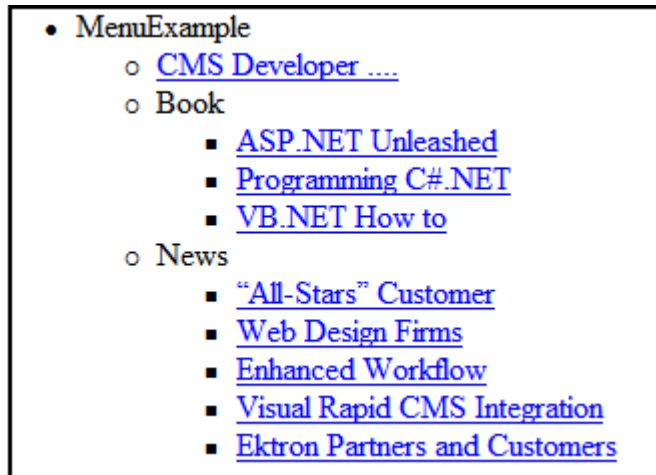 MenuExample
CMS Developer ....
Book
ASP.NET Unleashed
Programming C#.NET
VB.NET How to
News
“All-Stars” Customer
Web Design Firms
Enhanced Workflow
Visual Rapid CMS Integration
Ektron Partners and Customers